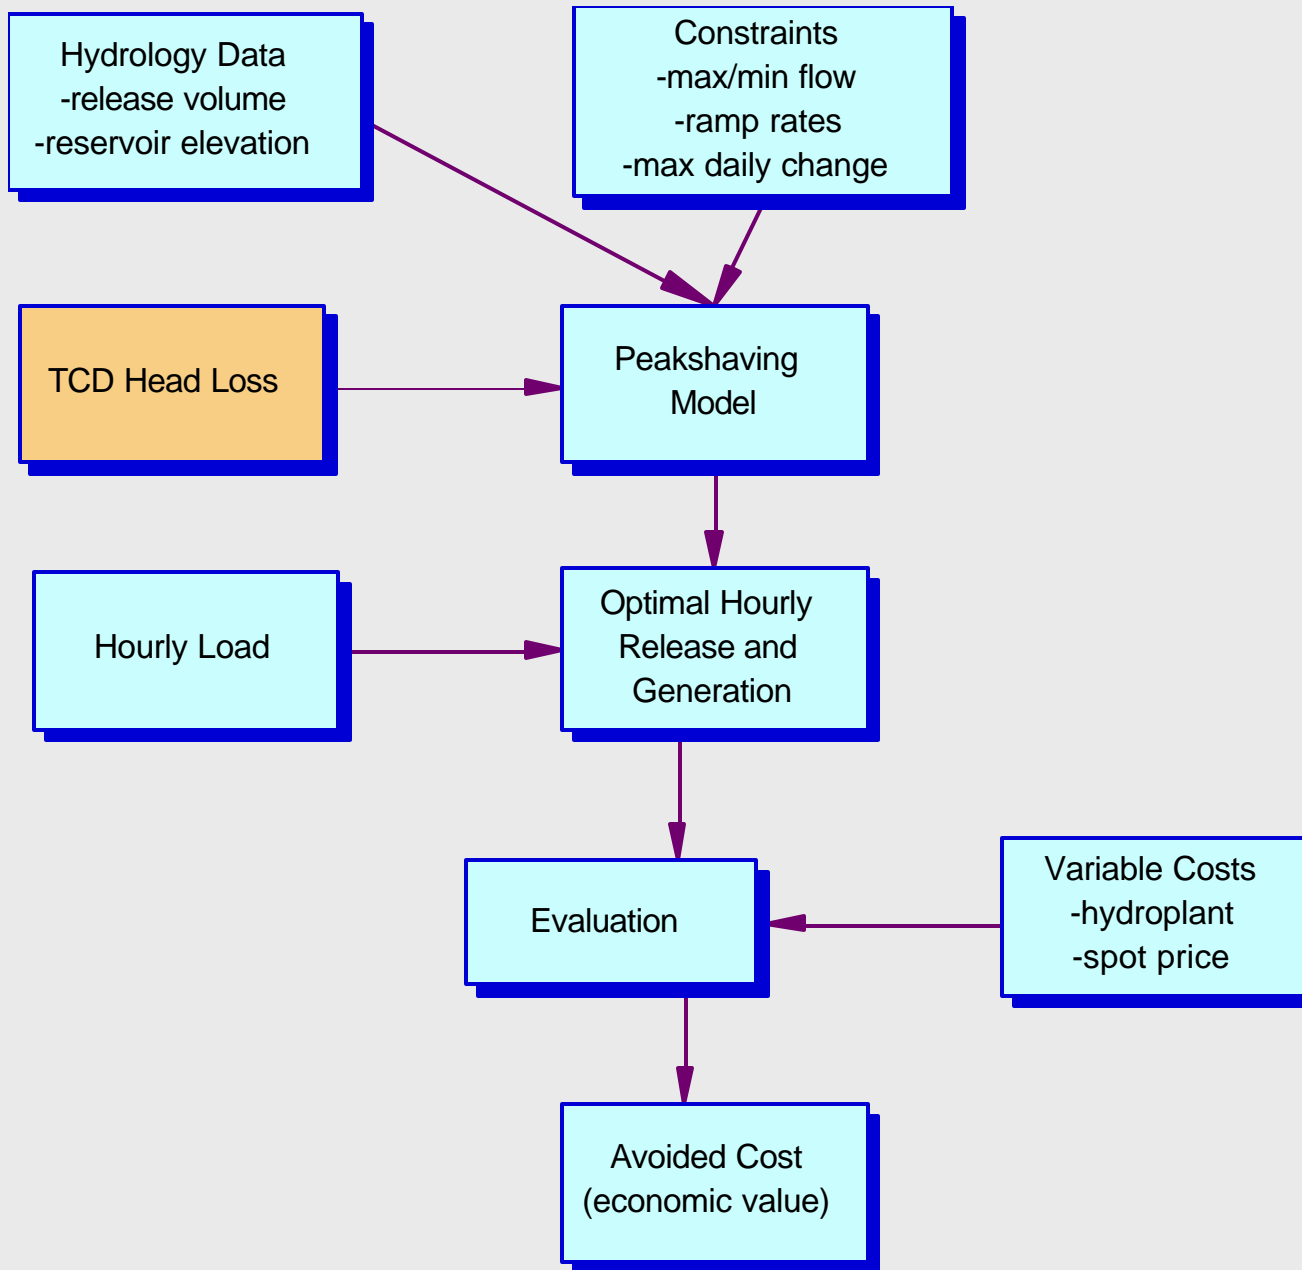 Hydrology Data
-release volume
-reservoir elevation
Constraints
-max/min flow
-ramp rates
-max daily change
TCD Head Loss
Peakshaving
Model
Hourly Load
Optimal Hourly
Release and
Generation
Evaluation
Variable Costs
-hydroplant
-spot price
Avoided Cost
(economic value)